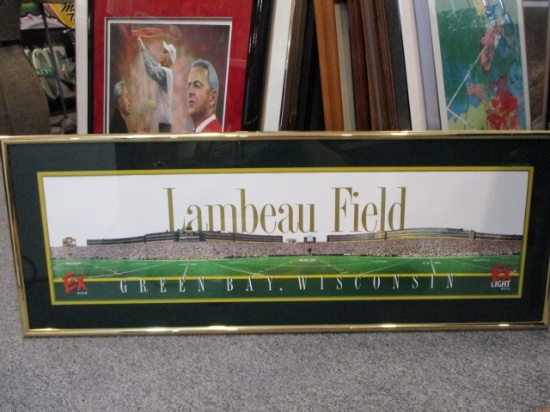 Lambeau Field
GREEN BAY, WISCONSIN
EX
LIGHT